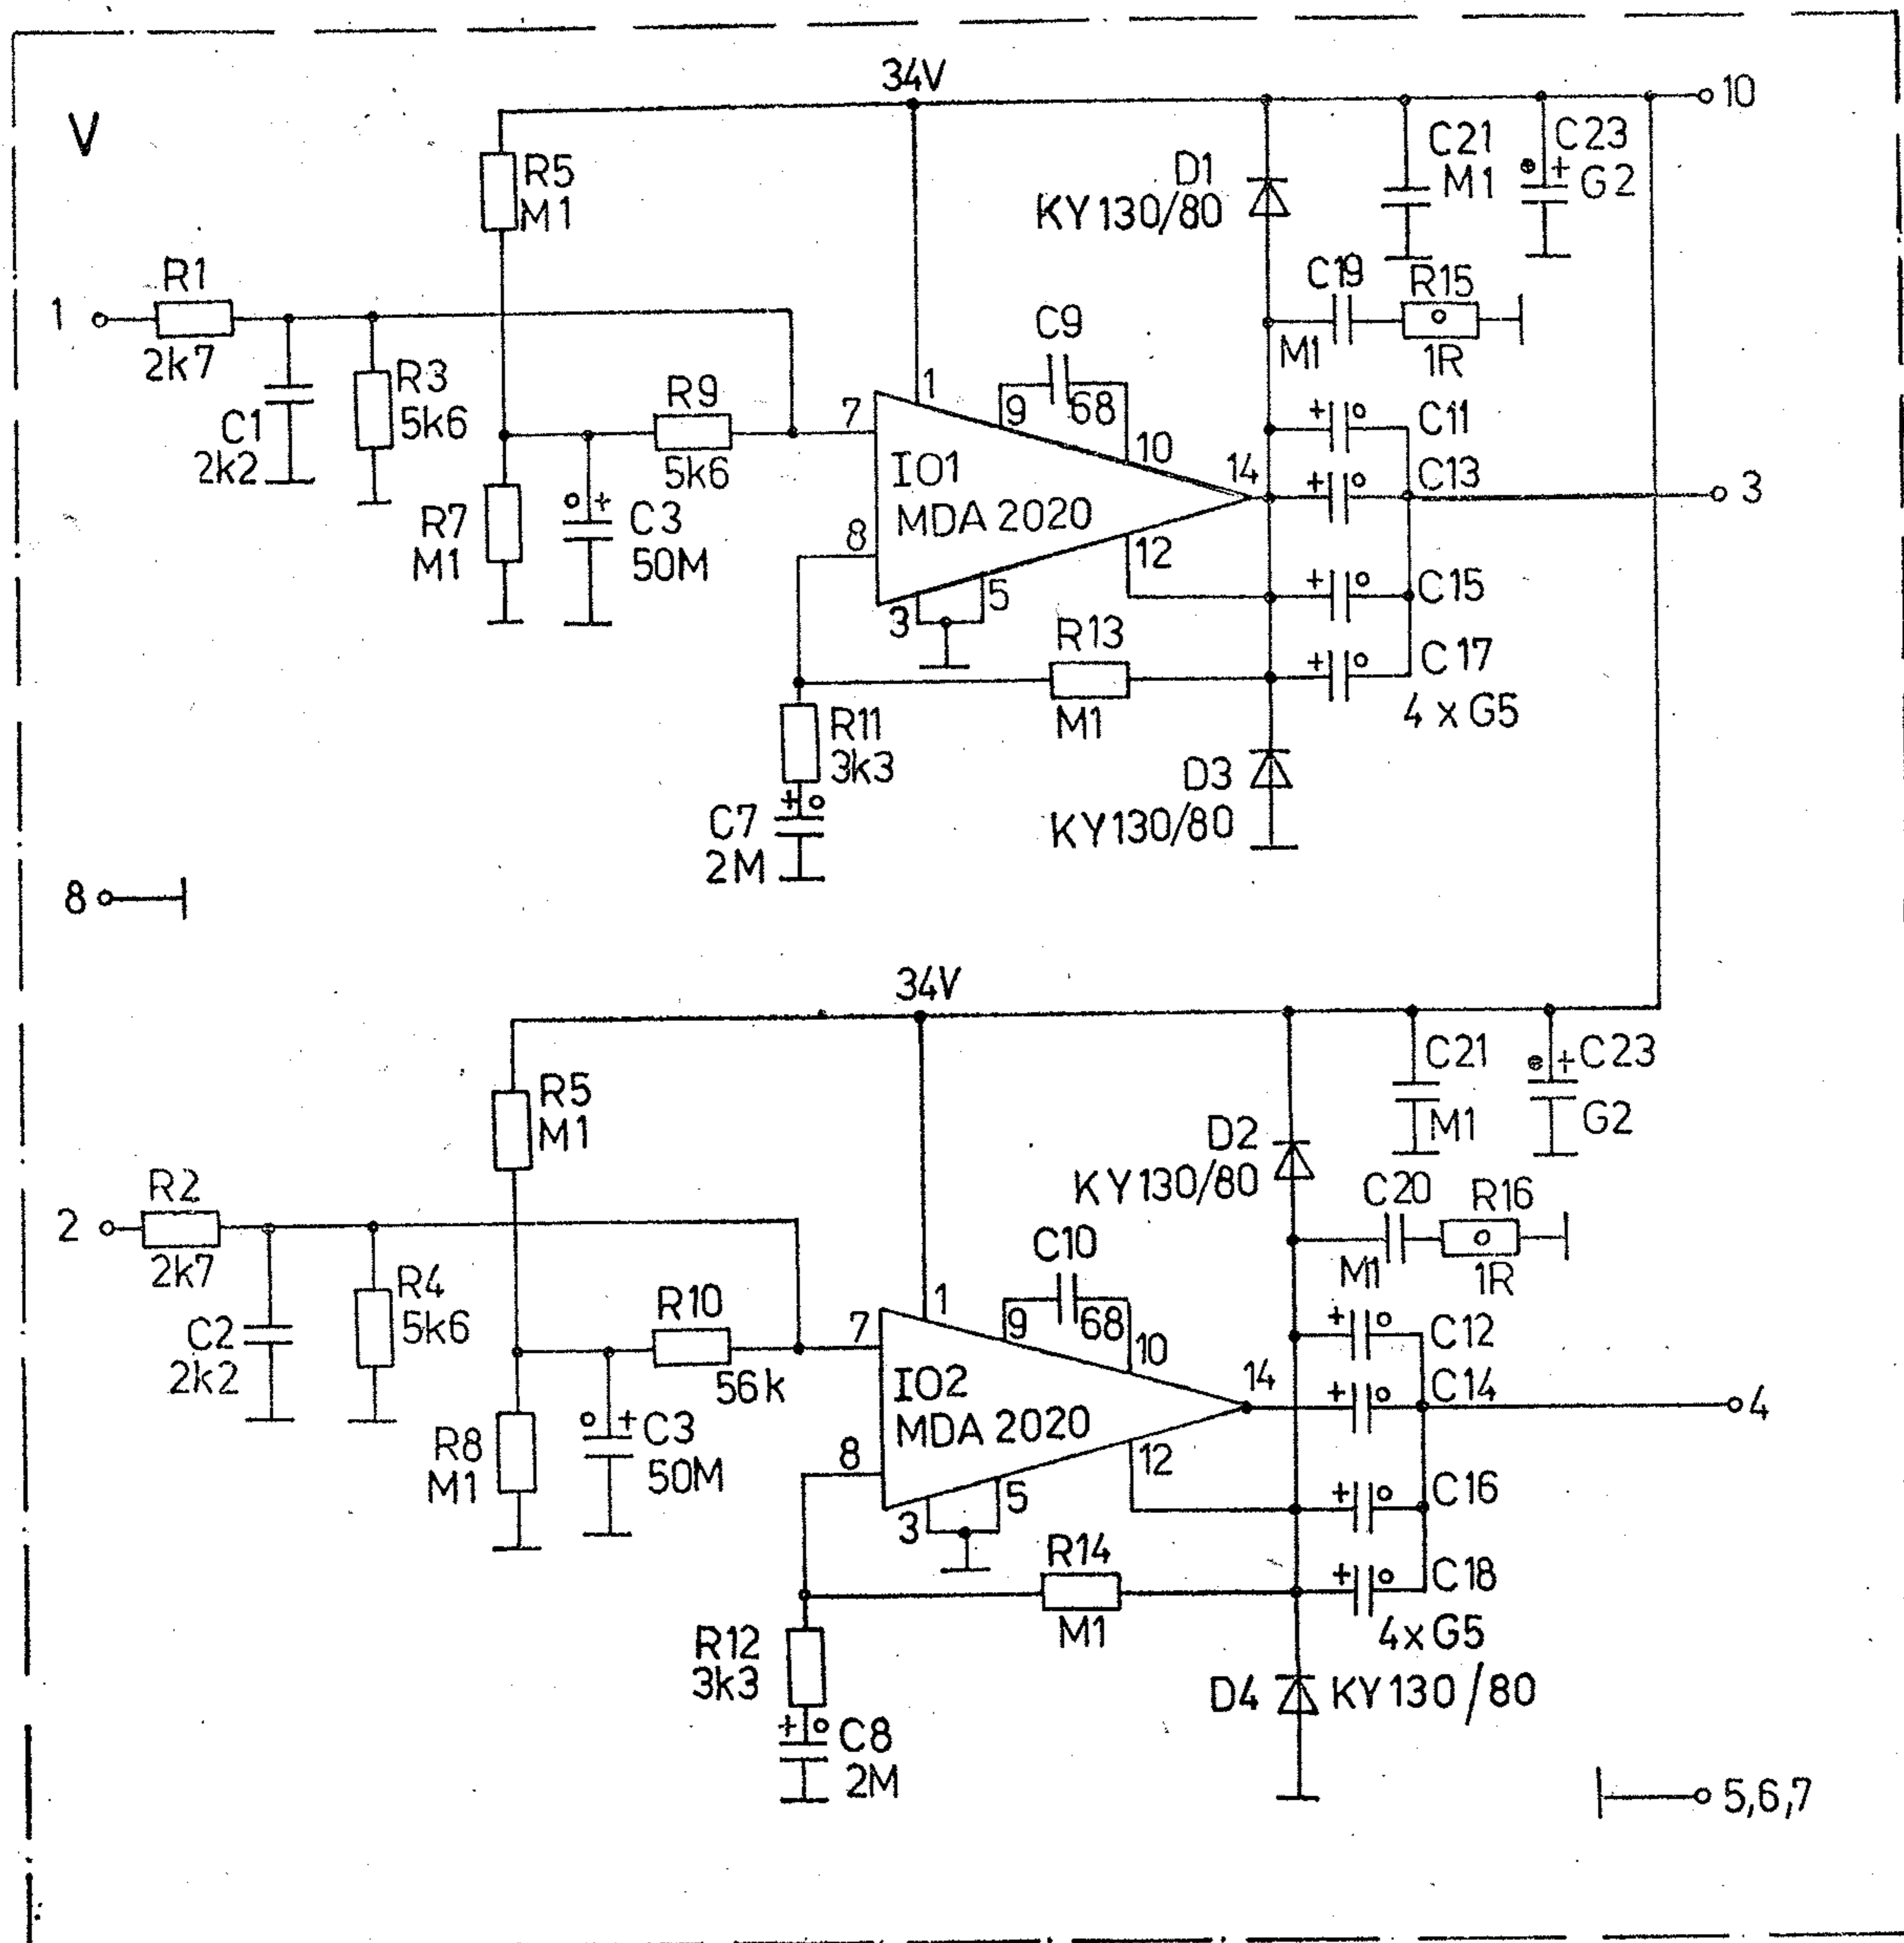 34V
10
V
R5
M1
D1
KY130/80
C21
M1
C23
+
G2
R1
1
2k7
C19
R15
M1
1R
C9
68
C1
2k2
R3
5k6
R9
5k6
7
1
9
10
14
IO1
MDA 2020
8
3
5
12
+
C11
+
C13
3
+
C15
+
C17
4 x G5
R7
M1
+
C3
50M
R13
M1
R11
3k3
+
C7
2M
D3
KY130/80
8
34V
R5
M1
D2
KY130/80
C21
M1
+
C23
G2
R2
2
2k7
C20
R16
M1
1R
C10
68
C2
2k2
R4
5k6
R10
56k
7
1
9
10
14
IO2
MDA 2020
8
3
5
12
+
C12
+
C14
4
+
C16
+
C18
4xG5
R8
M1
+
C3
50M
R14
M1
R12
3k3
+
C8
2M
D4
KY130/80
5,6,7